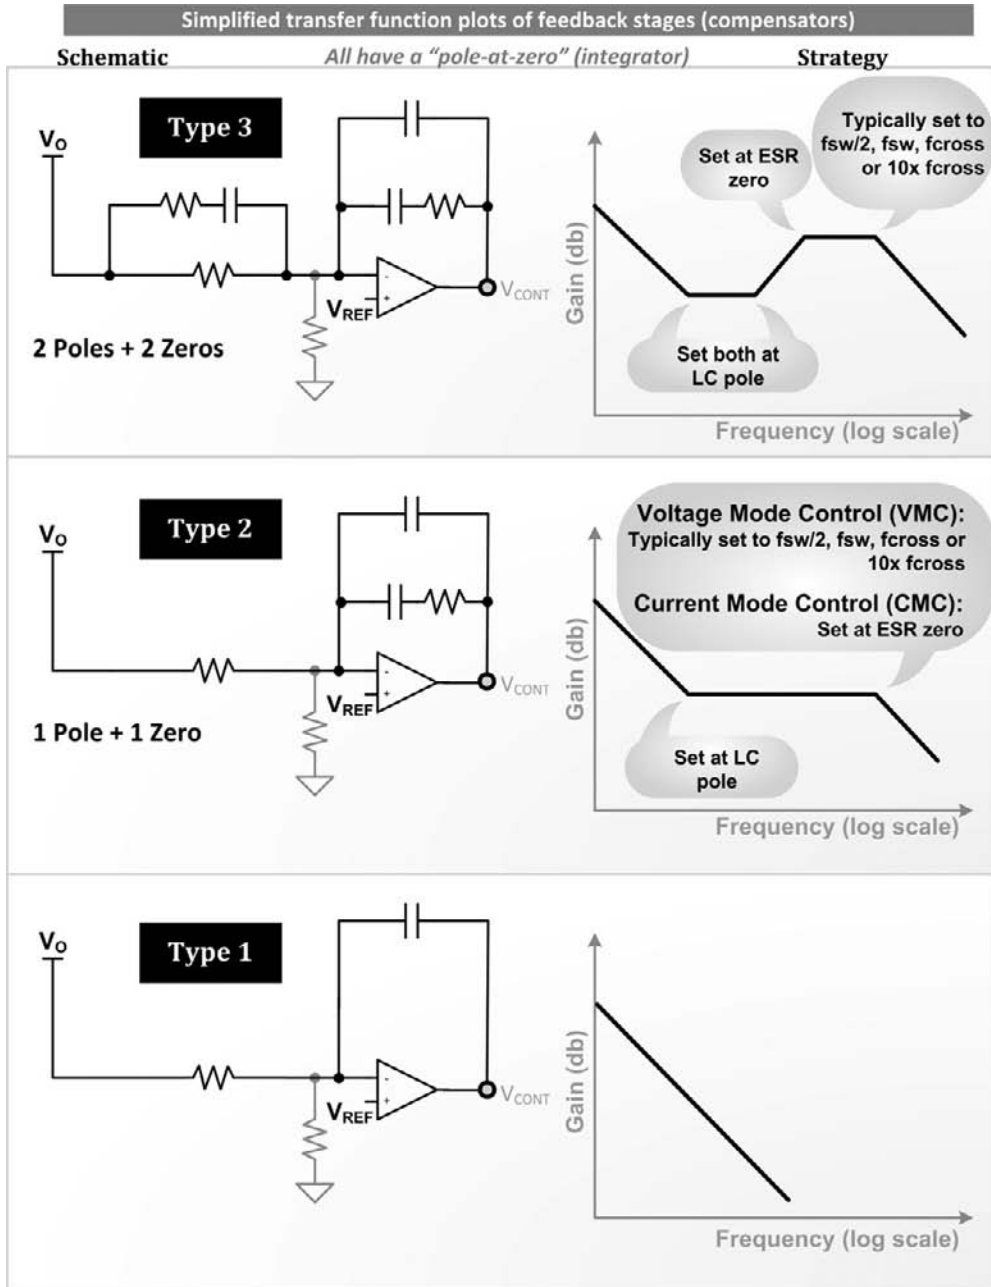 Simplified transfer function plots of feedback stages (compensators)
Schematic
All have a “pole-at-zero” (integrator)
Strategy
Type 3
VO
VREF
-
+
VCONT
2 Poles + 2 Zeros
Gain (db)
Set at ESR
zero
Typically set to
fsw/2, fsw, fcross
or 10x fcross
Set both at
LC pole
Frequency (log scale)
Type 2
VO
VREF
-
+
VCONT
1 Pole + 1 Zero
Gain (db)
Voltage Mode Control (VMC):
Typically set to fsw/2, fsw, fcross or
10x fcross
Current Mode Control (CMC):
Set at ESR zero
Set at LC
pole
Frequency (log scale)
Type 1
VO
VREF
-
+
VCONT
Gain (db)
Frequency (log scale)